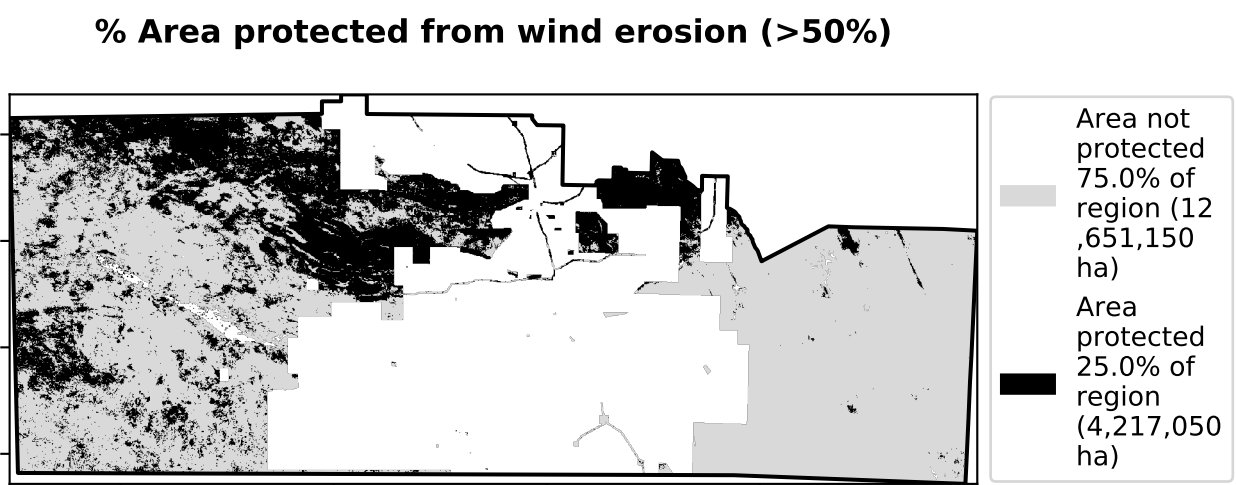 % Area protected from wind erosion (>50%)
Area not
protected
75.0% of
region (12
,651,150
ha)
Area
protected
25.0% of
region
(4,217,050
ha)